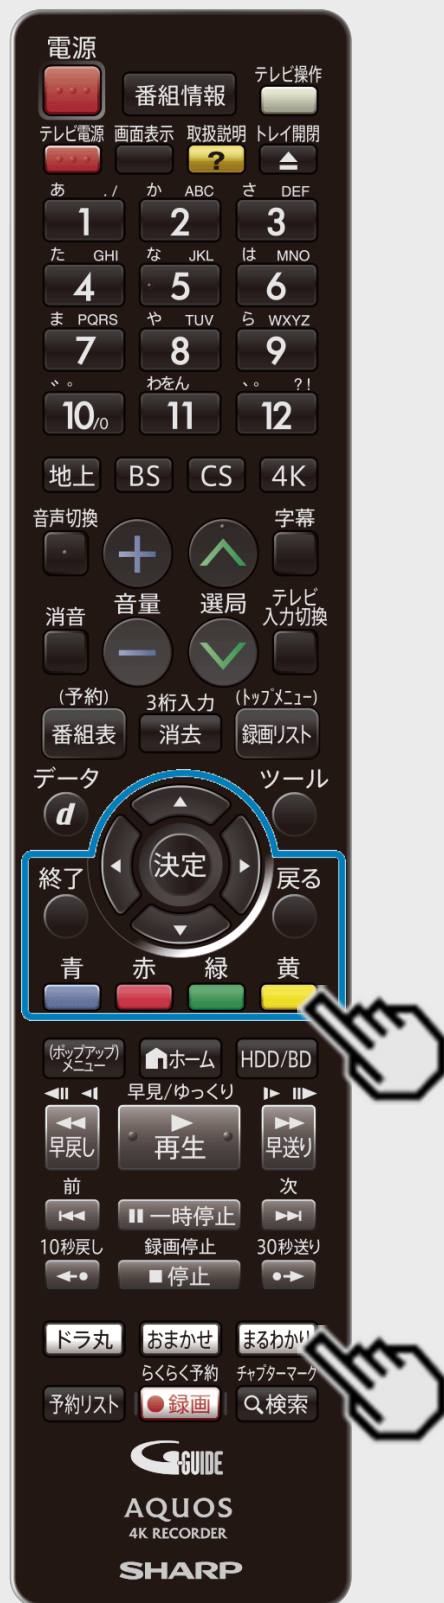 電源
番組情報
テレビ操作
テレビ電源 画面表示 取扱説明 トレイ開閉
?
あ ./ か ABC さ DEF
1 2 3
た GHI な JKL は MNO
4 5 6
ま PQRS や TUV ら WXYZ
7 8 9
゛゜ わをん 、。 ?!
10/0 11 12
地上 BS CS 4K
音声切換 字幕
+
消音 音量 選局 テレビ
入力切換
−
(予約) 3桁入力 (トップメニュー)
番組表 消去 録画リスト
データ ツール
d
終了 決定 戻る
青 赤 緑 黄
(ポップアップ)
メニュー
ホーム HDD/BD
早見/ゆっくり
早戻し 再生 早送り
前 次
一時停止
10秒戻し 録画停止 30秒送り
停止
ドラ丸 おまかせ まるわかり
らくらく予約 チャプターマーク
予約リスト 録画 検索
G-GUIDE
AQUOS
4K RECORDER
SHARP